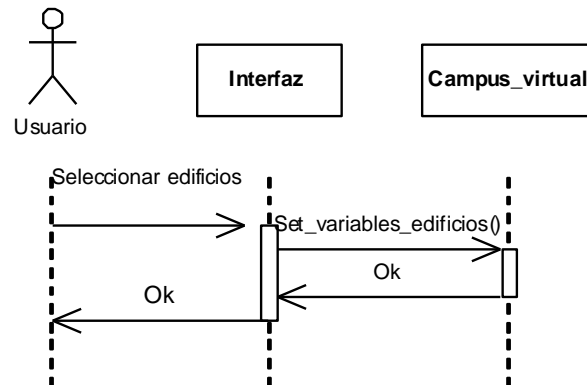 Interfaz
Campus_virtual
Usuario
Seleccionar edificios
Set_variables_edificios()
Ok
Ok